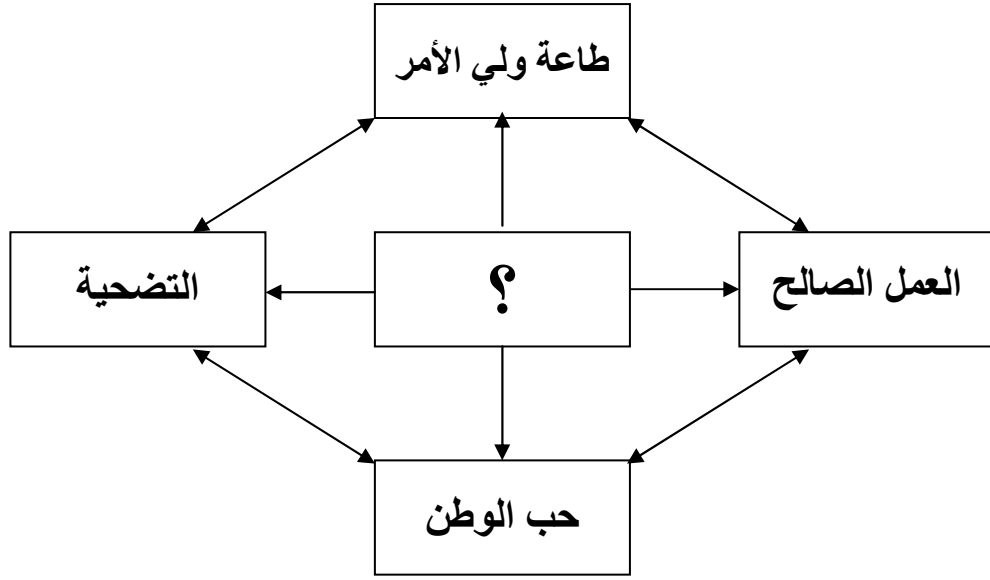 طاعة ولي الأمر
العمل الصالح
؟
التضحية
حب الوطن